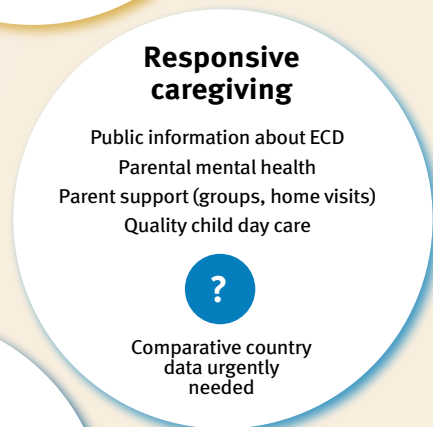 Responsive
caregiving
Public information about ECD
Parental mental health
Parent support (groups, home visits)
Quality child day care
?
Comparative country
data urgently
needed